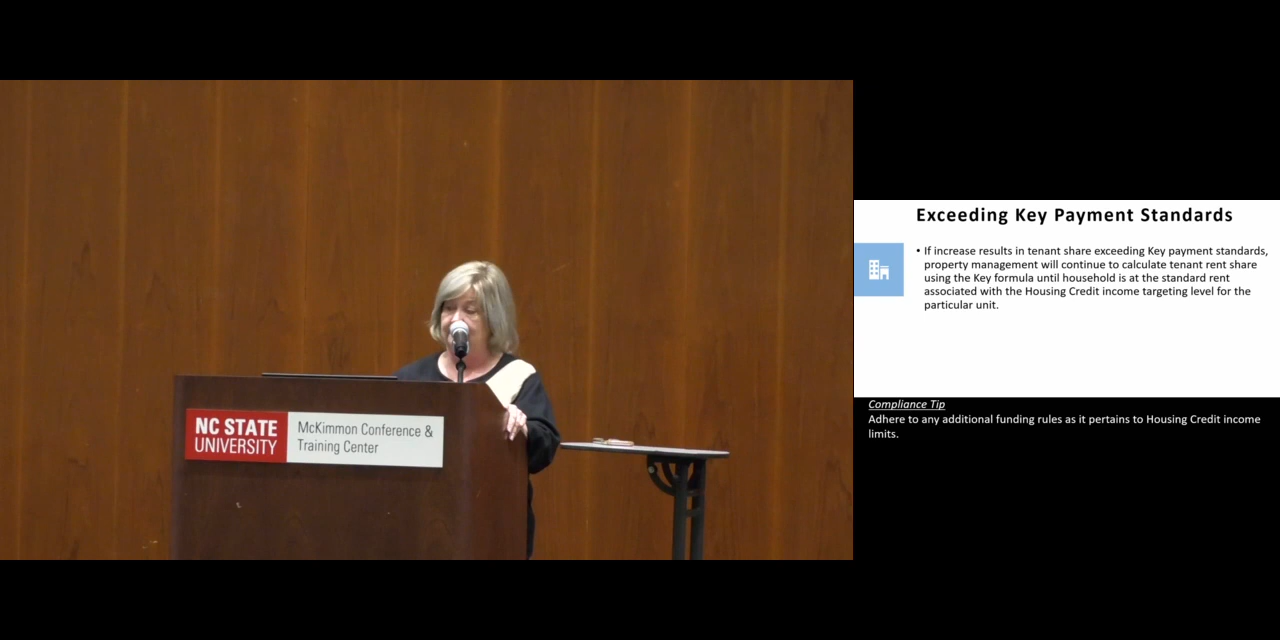 NC STATE
UNIVERSITY
McKimmon Conference &
Training Center
Exceeding Key Payment Standards
• If increase results in tenant share exceeding Key payment standards,
property management will continue to calculate tenant rent share
using the Key formula until household is at the standard rent
associated with the Housing Credit income targeting level for the
particular unit.
Compliance Tip
Adhere to any additional funding rules as it pertains to Housing Credit income
limits.